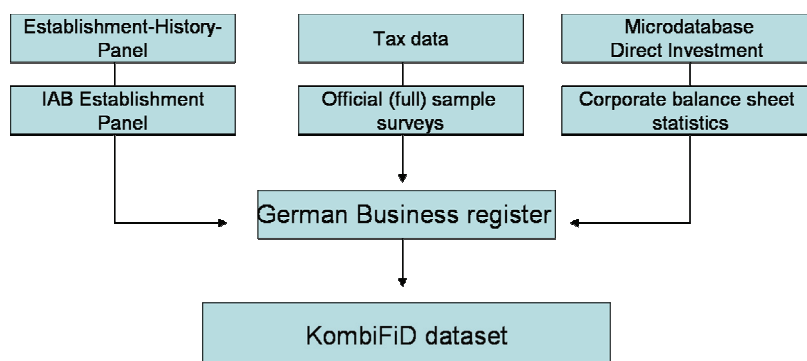 Establishment-History-
Panel
Tax data
Microdatabase
Direct Investment
IAB Establishment
Panel
Official (full) sample
surveys
Corporate balance sheet
statistics
German Business register
KombiFiD dataset